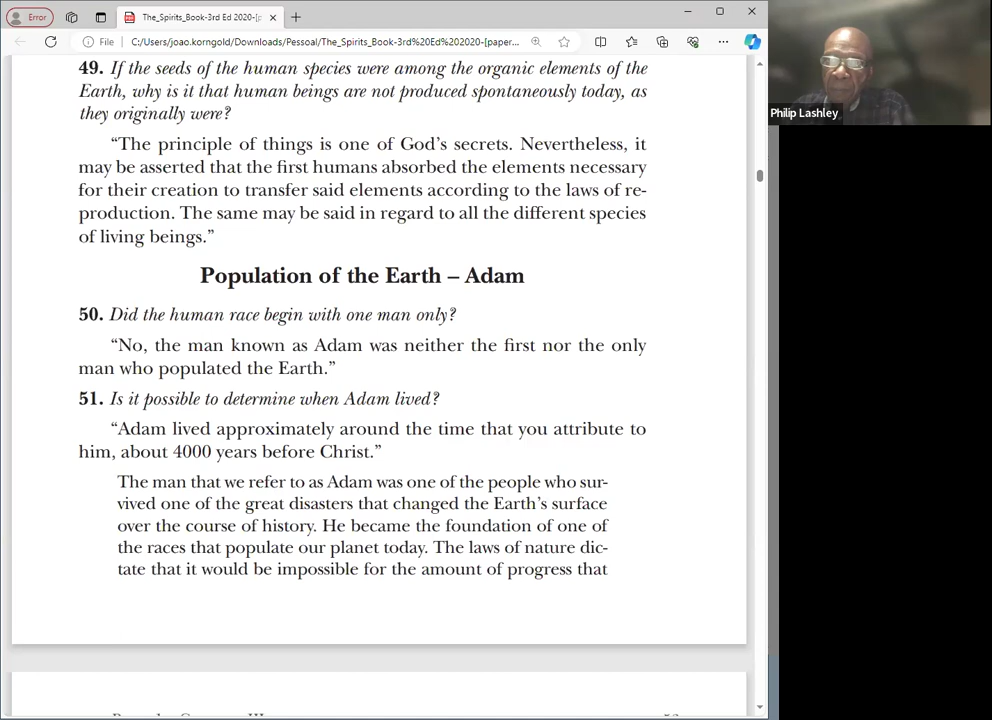 Error
The_Spirits_Book-3rd Ed 2020-[p
File
C:/Users/joao.korngold/Downloads/Pessoal/The_Spirits_Book-3rd%20Ed%202020-[paper...
49. If the seeds of the human species were among the organic elements of the
Earth, why is it that human beings are not produced spontaneously today, as
they originally were?
“The principle of things is one of God’s secrets. Nevertheless, it
may be asserted that the first humans absorbed the elements necessary
for their creation to transfer said elements according to the laws of re-
production. The same may be said in regard to all the different species
of living beings.”
Population of the Earth – Adam
50. Did the human race begin with one man only?
“No, the man known as Adam was neither the first nor the only
man who populated the Earth.”
51. Is it possible to determine when Adam lived?
“Adam lived approximately around the time that you attribute to
him, about 4000 years before Christ.”
The man that we refer to as Adam was one of the people who sur-
vived one of the great disasters that changed the Earth’s surface
over the course of history. He became the foundation of one of
the races that populate our planet today. The laws of nature dic-
tate that it would be impossible for the amount of progress that
Philip Lashley